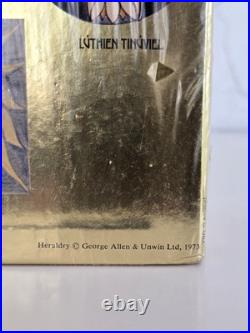 LÚTHIEN TINÚVIEL
Heraldry © George Allen & Unwin Ltd, 1973